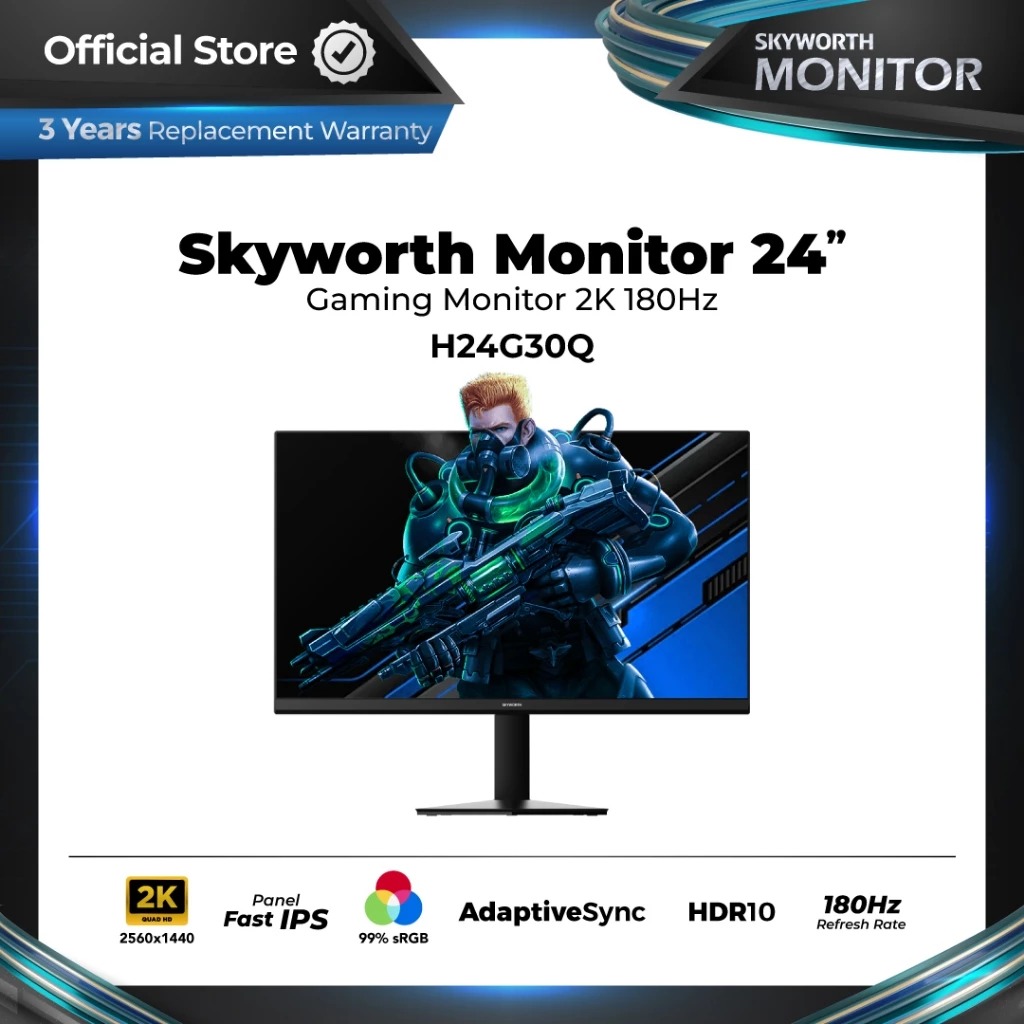 Official Store
3 Years Replacement Warranty
SKYWORTH
MONITOR
Skyworth Monitor 24”
Gaming Monitor 2K 180Hz
H24G30Q
SKYWORTH
2K
QUAD HD
2560x1440
Panel
Fast IPS
99% sRGB
AdaptiveSync
HDR10
180Hz
Refresh Rate